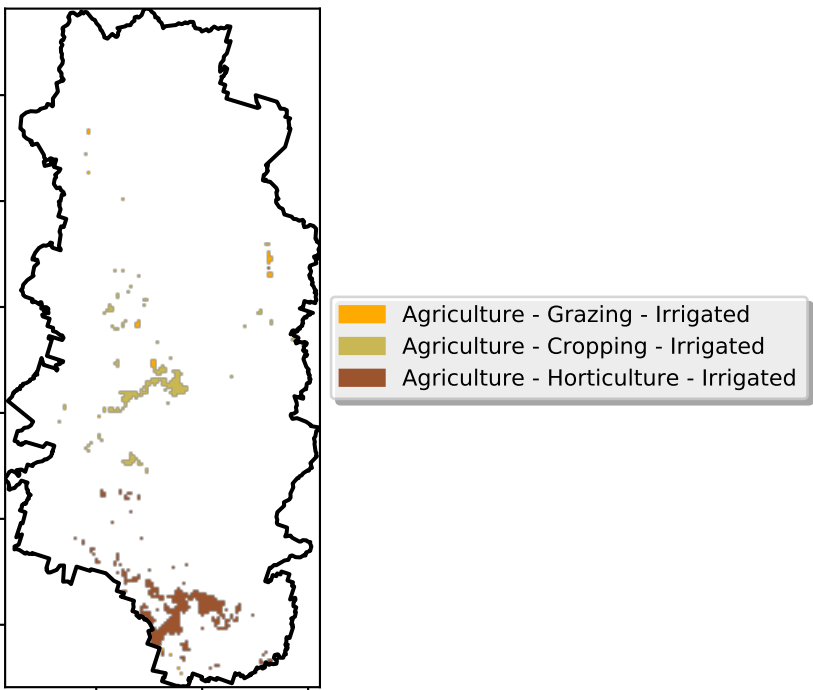 Agriculture - Grazing - Irrigated
Agriculture - Cropping - Irrigated
Agriculture - Horticulture - Irrigated